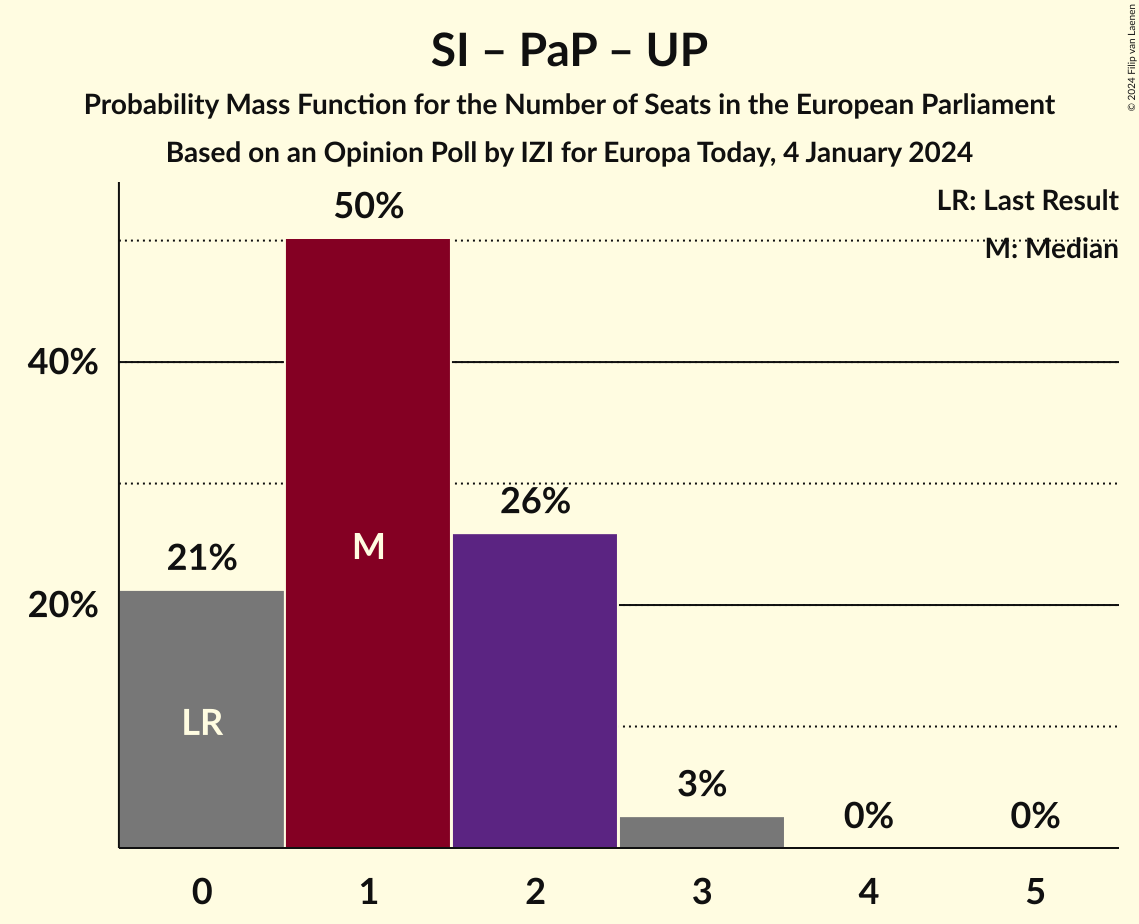 SI – PaP – UP
Probability Mass Function for the Number of Seats in the European Parliament
Based on an Opinion Poll by IZI for Europa Today, 4 January 2024
© 2024 Filip van Laenen
LR: Last Result
M: Median
50%
40%
26%
M
21%
20%
LR
3%
0%
0%
0
1
2
3
4
5